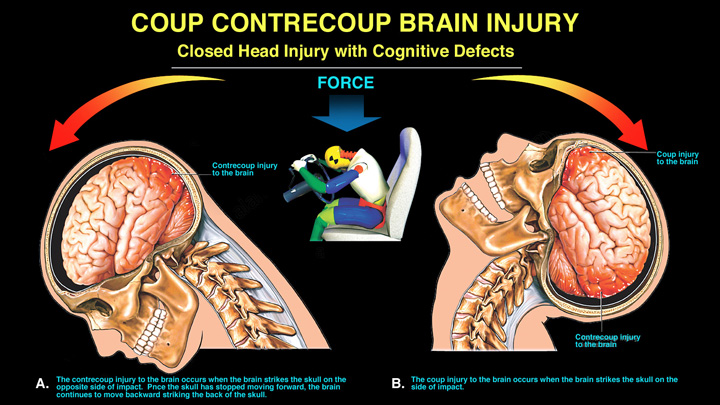 COUP CONTRECOUP BRAIN INJURY
Closed Head Injury with Cognitive Defects
FORCE
Contrecoup injury
to the brain
Coup injury
to the brain
Contrecoup injury
to the brain
A. The contrecoup injury to the brain occurs when the brain strikes the skull on the
opposite side of impact. Pnce the skull has stopped moving forward, the brain
continues to move backward striking the back of the skull.
B. The coup injury to the brain occurs when the brain strikes the skull on the
side of impact.